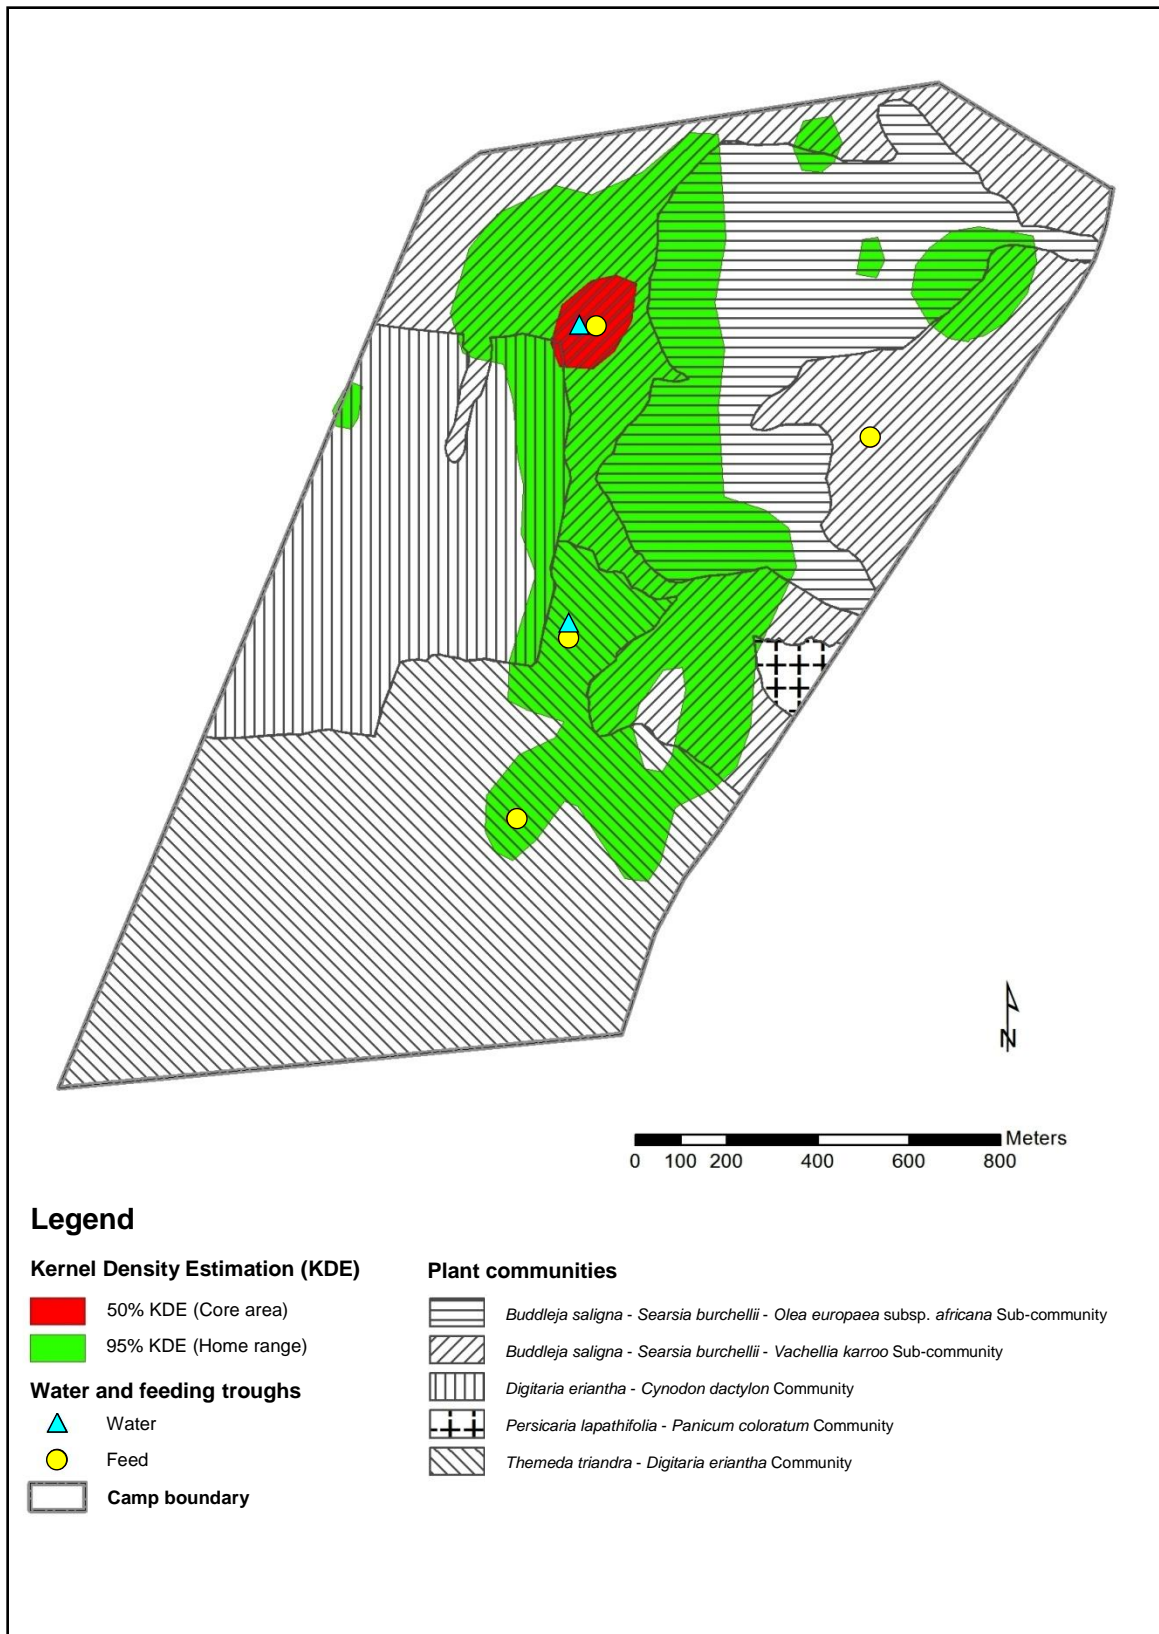 N
Meters
0 100 200 400 600 800
Legend
Kernel Density Estimation (KDE)
50% KDE (Core area)
95% KDE (Home range)
Water and feeding troughs
Water
Feed
Camp boundary
Plant communities
Buddleja saligna - Searsia burchellii - Olea europaea subsp. africana Sub-community
Buddleja saligna - Searsia burchellii - Vachellia karroo Sub-community
Digitaria eriantha - Cynodon dactylon Community
Persicaria lapathifolia - Panicum coloratum Community
Themeda triandra - Digitaria eriantha Community